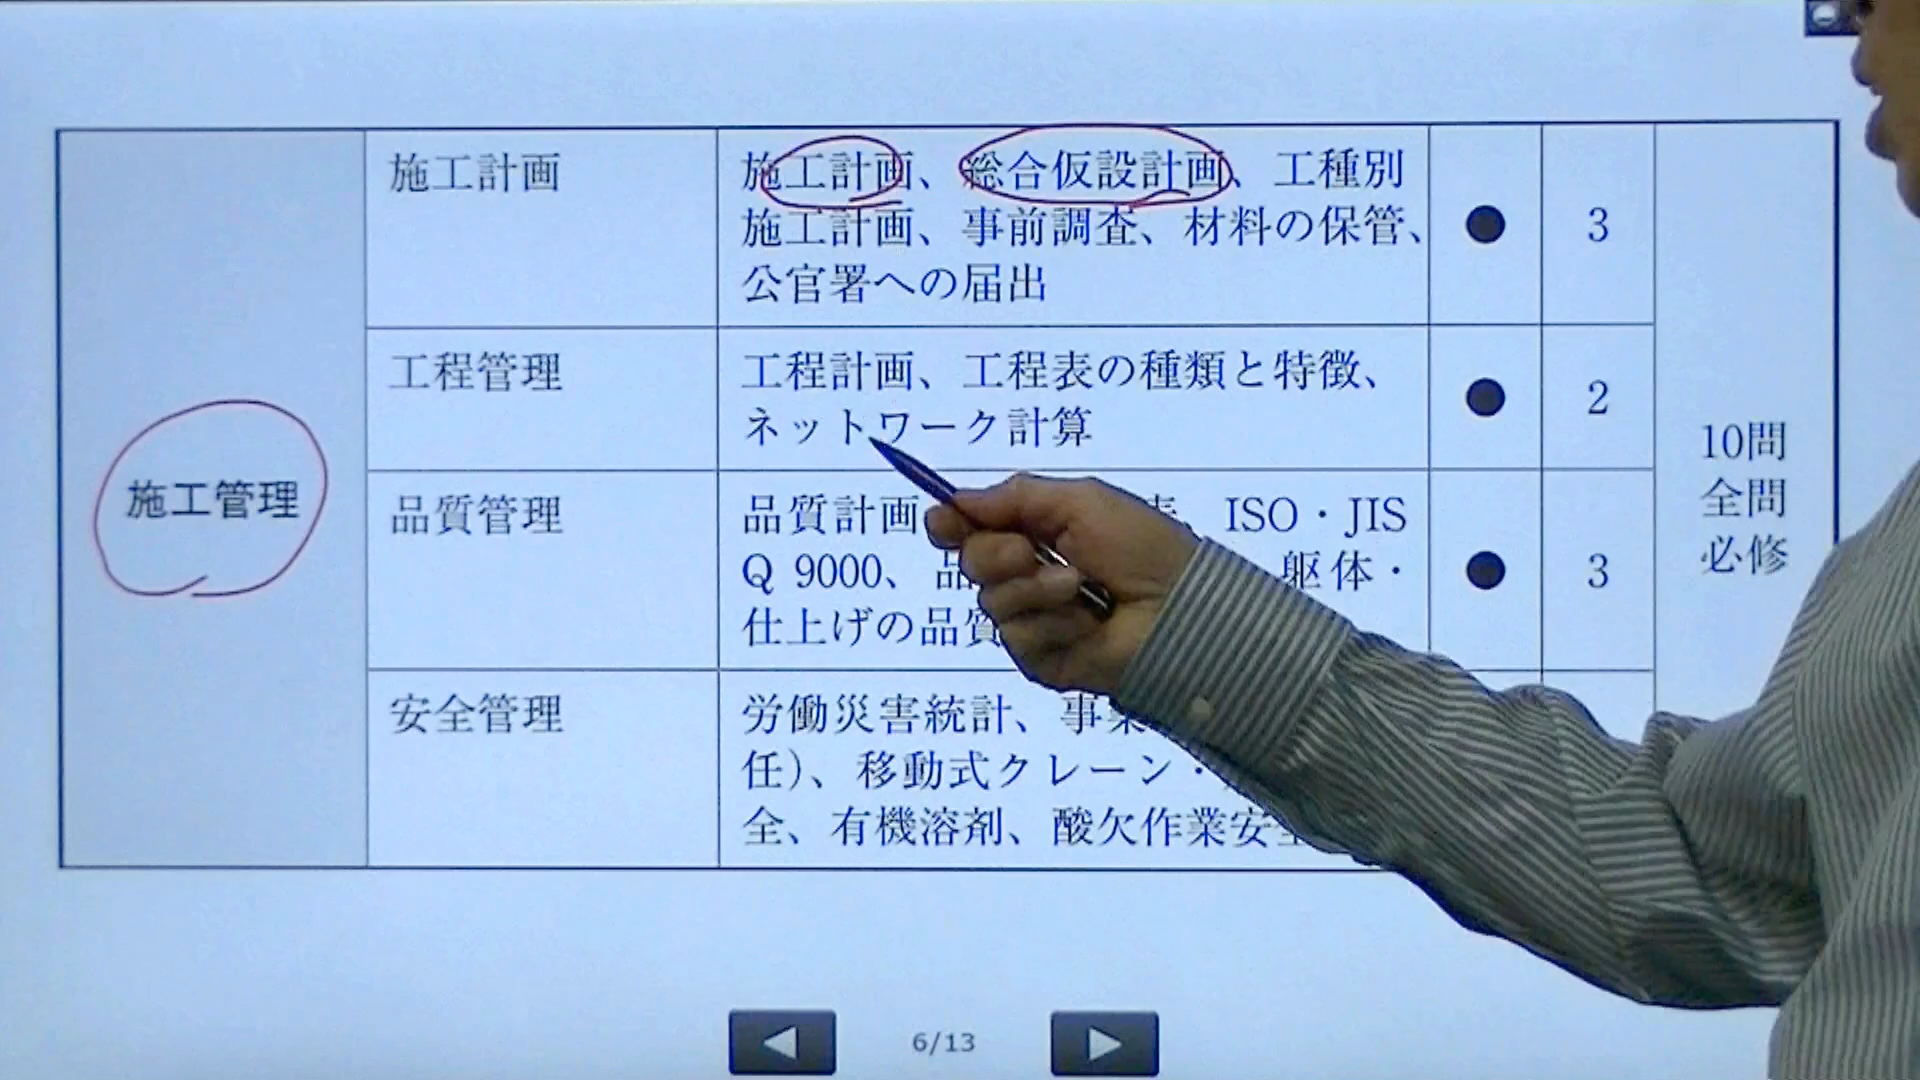 施工管理
施工計画
施工計画、総合仮設計画、工種別
施工計画、事前調査、材料の保管、
公官署への届出
●
3
工程管理
工程計画、工程表の種類と特徴、
ネットワーク計算
●
2
品質管理
品質計画 表、ISO・JIS
Q 9000、品 躯体・
仕上げの品質
●
3
安全管理
労働災害統計、事業
任)、移動式クレーン・
全、有機溶剤、酸欠作業安全
10問
全問
必修
6/13